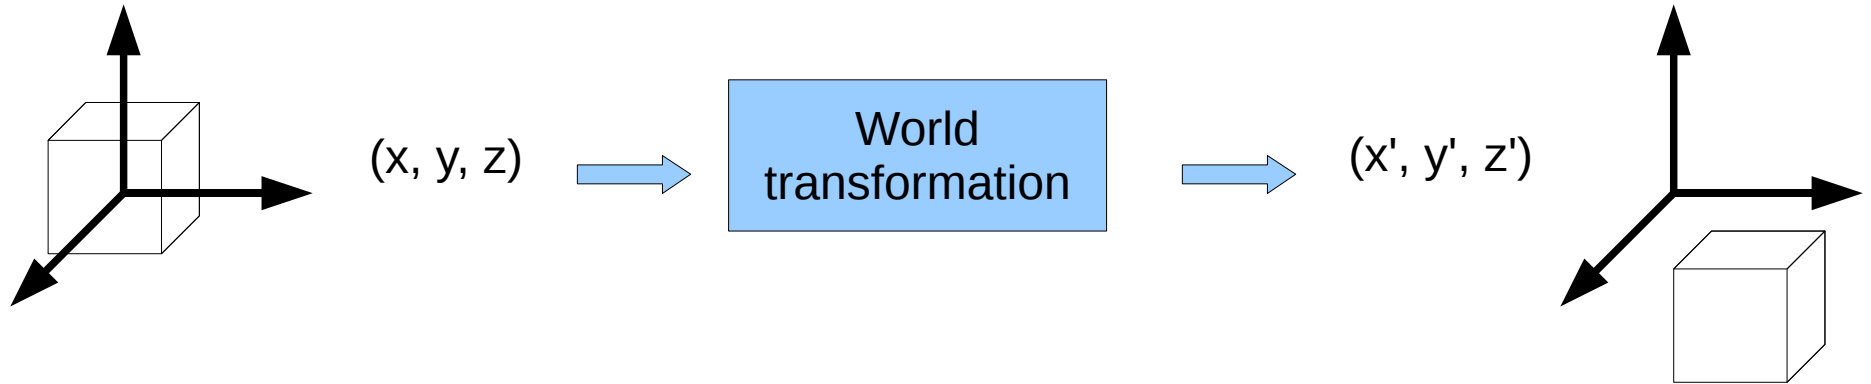 (x, y, z)
World
transformation
(x', y', z')